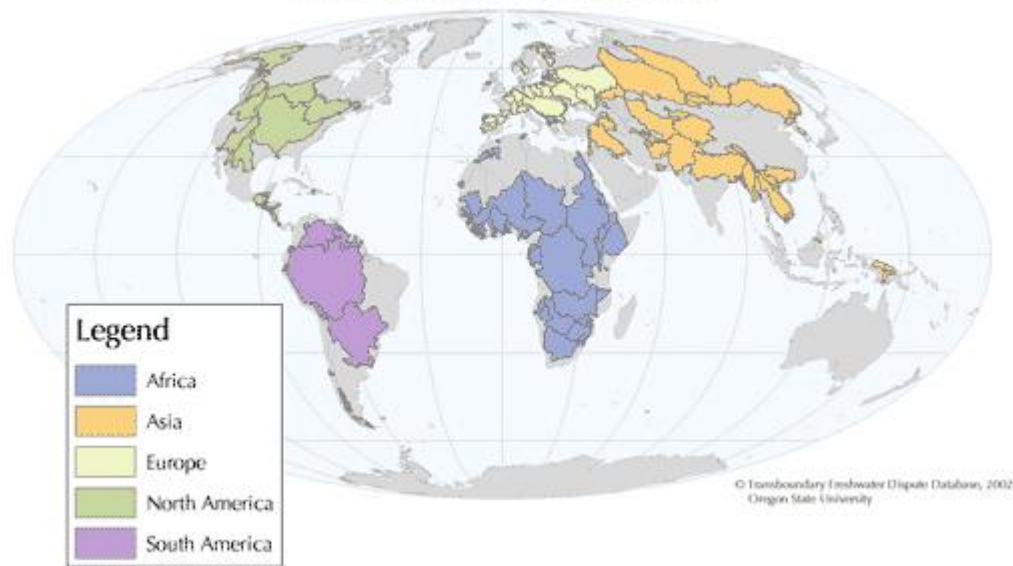 Legend
Africa
Asia
Europe
North America
South America
© Transboundary Freshwater Dispute Database, 2002
Oregon State University